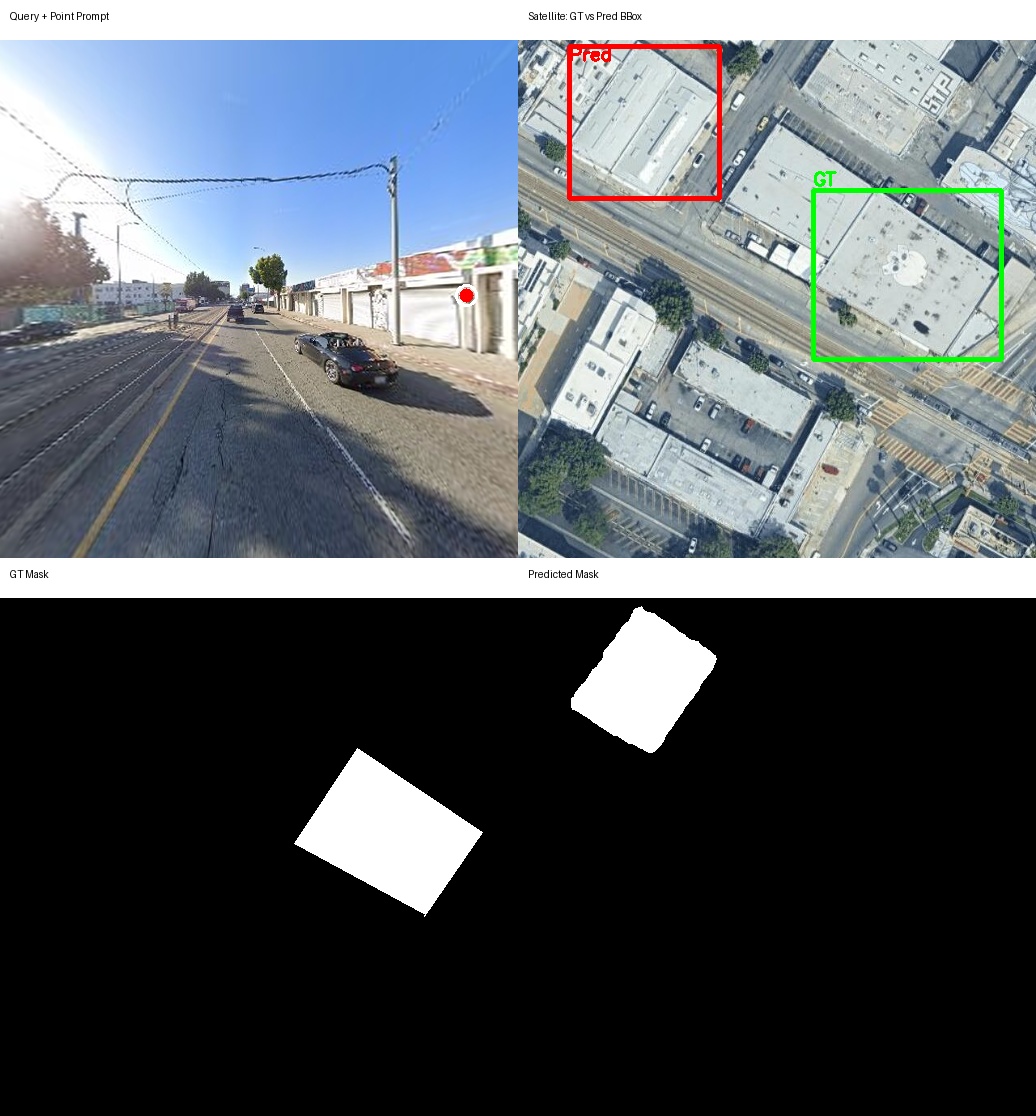 Query + Point Prompt
Satellite: GT vs Pred BBox
Pred
GT
GT Mask
Predicted Mask